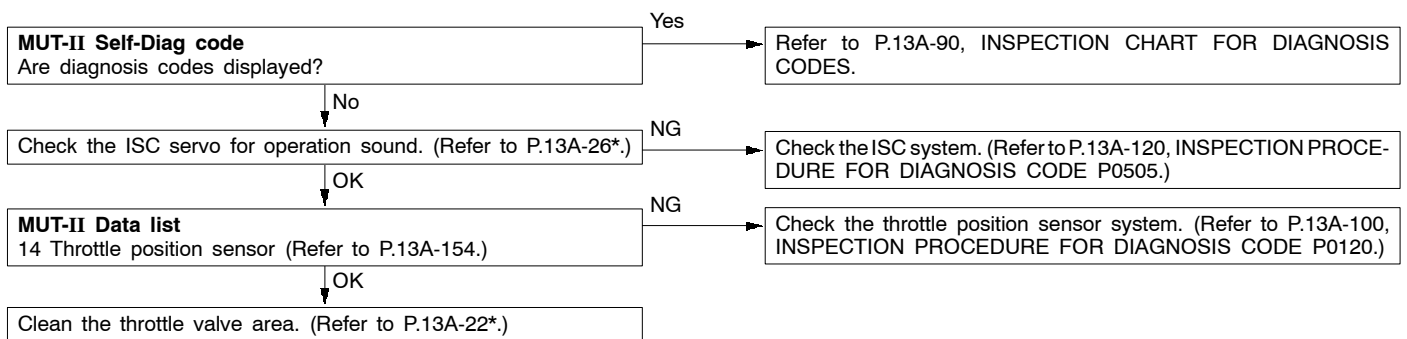 MUT-II Self-Diag code
Are diagnosis codes displayed?
Yes
Refer to P.13A-90, INSPECTION CHART FOR DIAGNOSIS
CODES.
No
Check the ISC servo for operation sound. (Refer to P.13A-26*.)
NG
Check the ISC system. (Refer to P.13A-120, INSPECTION PROCE-
DURE FOR DIAGNOSIS CODE P0505.)
OK
MUT-II Data list
14 Throttle position sensor (Refer to P.13A-154.)
NG
Check the throttle position sensor system. (Refer to P.13A-100,
INSPECTION PROCEDURE FOR DIAGNOSIS CODE P0120.)
OK
Clean the throttle valve area. (Refer to P.13A-22*.)